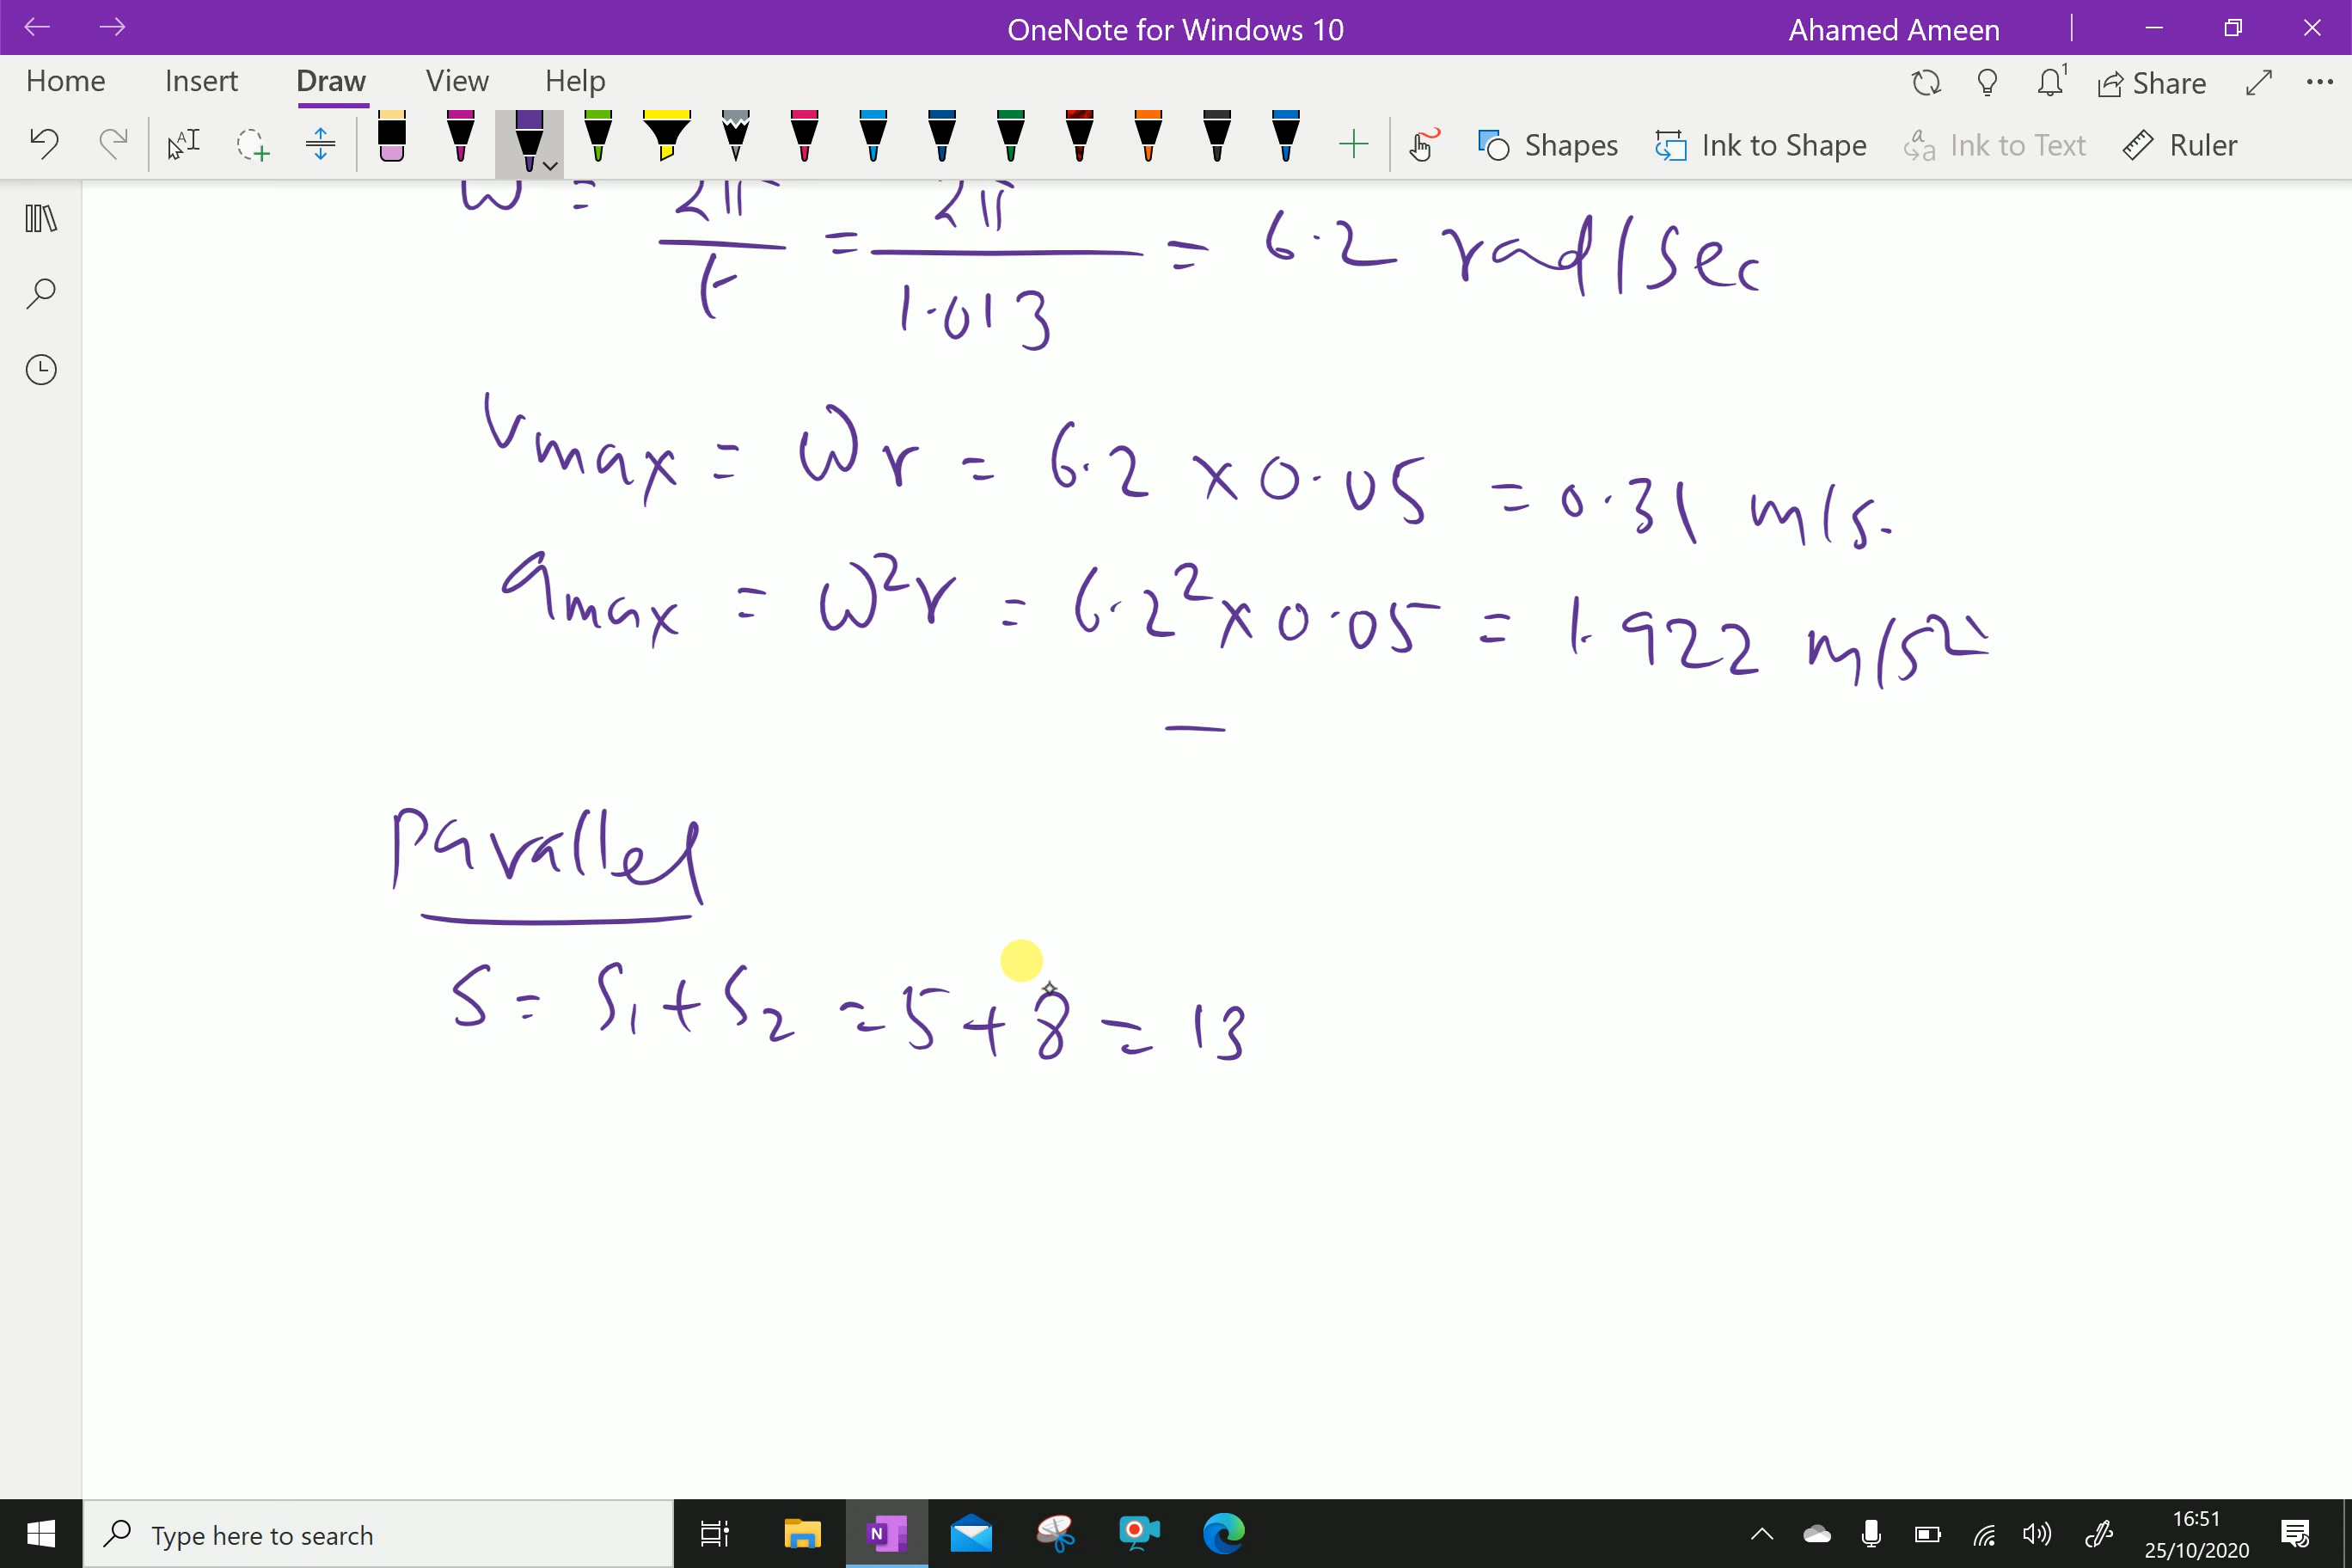 OneNote for Windows 10 Ahamed Ameen
Home Insert Draw View Help 1 Share
Shapes Ink to Shape Ink to Text Ruler
ω = 2π/t = 2π/1.013 = 6.2 rad/sec
Vmax = ωr = 6.2 × 0.05 = 0.31 m/s.
amax = ω²r = 6.2² × 0.05 = 1.922 m/s²
Parallel
S = S₁ + S₂ = 5 + 8 = 13
Type here to search
16:51
25/10/2020